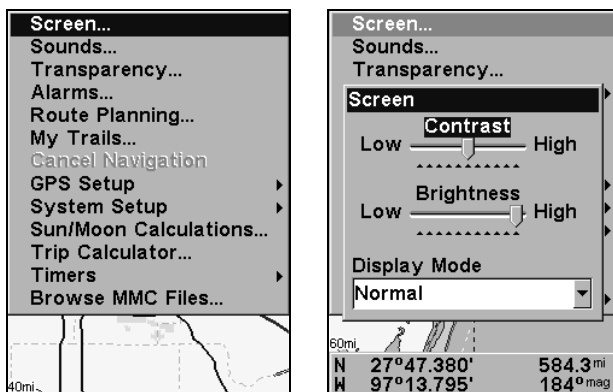 Screen...
Sounds...
Transparency...
Alarms...
Route Planning...
My Trails...
Cancel Navigation
GPS Setup
System Setup
Sun/Moon Calculations...
Trip Calculator...
Timers
Browse MMC Files...
40mi
Screen...
Sounds...
Transparency...
Screen
Contrast
Low High
Brightness
Low High
Display Mode
Normal
60mi
N 27°47.380' 584.3 mi
W 97°13.795' 184° mag